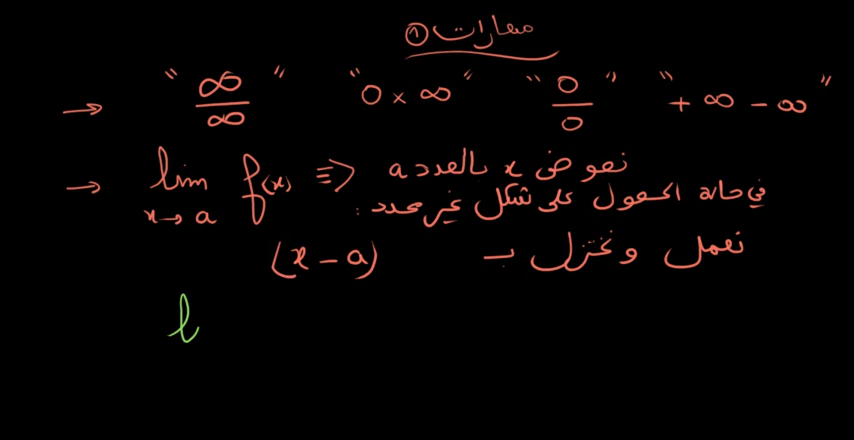 مهارات ①
→ "∞/∞" "0 × ∞" "0/0" "+∞ - ∞"
→ lim x→a f(x) ⇒ نعوض x بالعدد a
في حالة الحصول على شكل غير محدد :
نعمل ونختزل بـ (x - a)
l